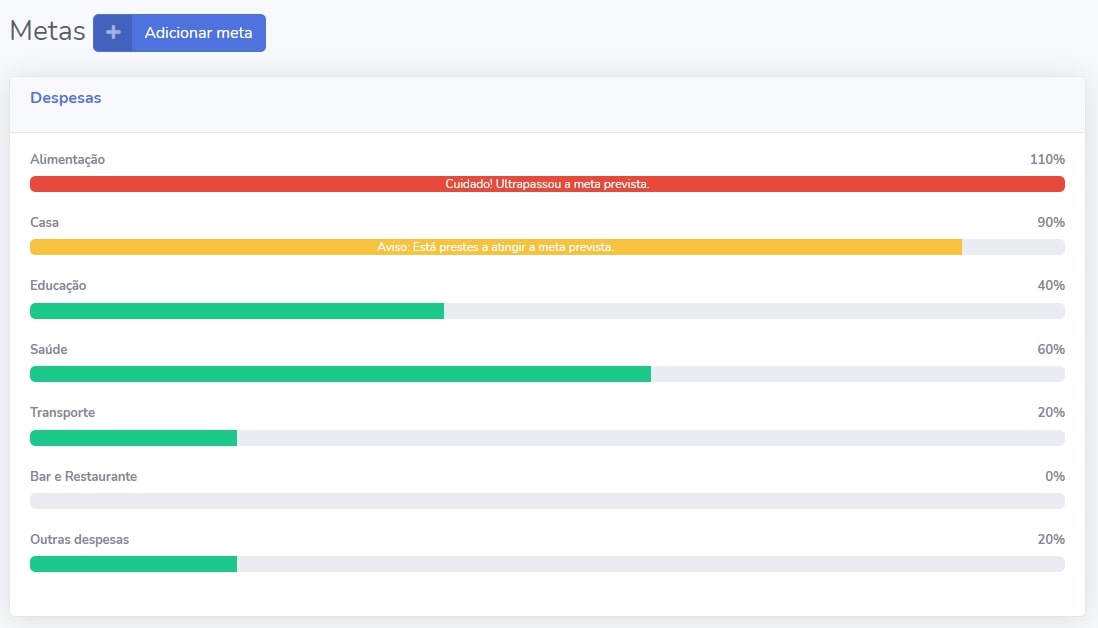 Metas
+ Adicionar meta
Despesas
Alimentação 110%
Cuidado! Ultrapassou a meta prevista.
Casa 90%
Aviso: Está prestes a atingir a meta prevista.
Educação 40%
Saúde 60%
Transporte 20%
Bar e Restaurante 0%
Outras despesas 20%